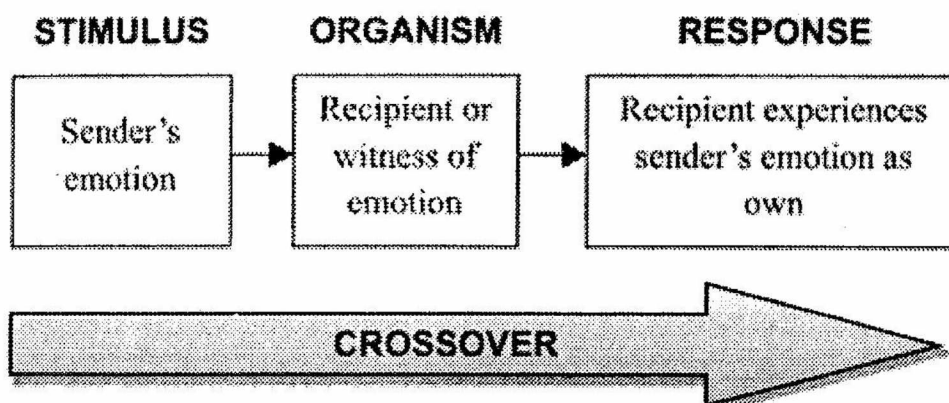 STIMULUS ORGANISM RESPONSE
Sender's
emotion
Recipient or
witness of
emotion
Recipient experiences
sender's emotion as
own
CROSSOVER